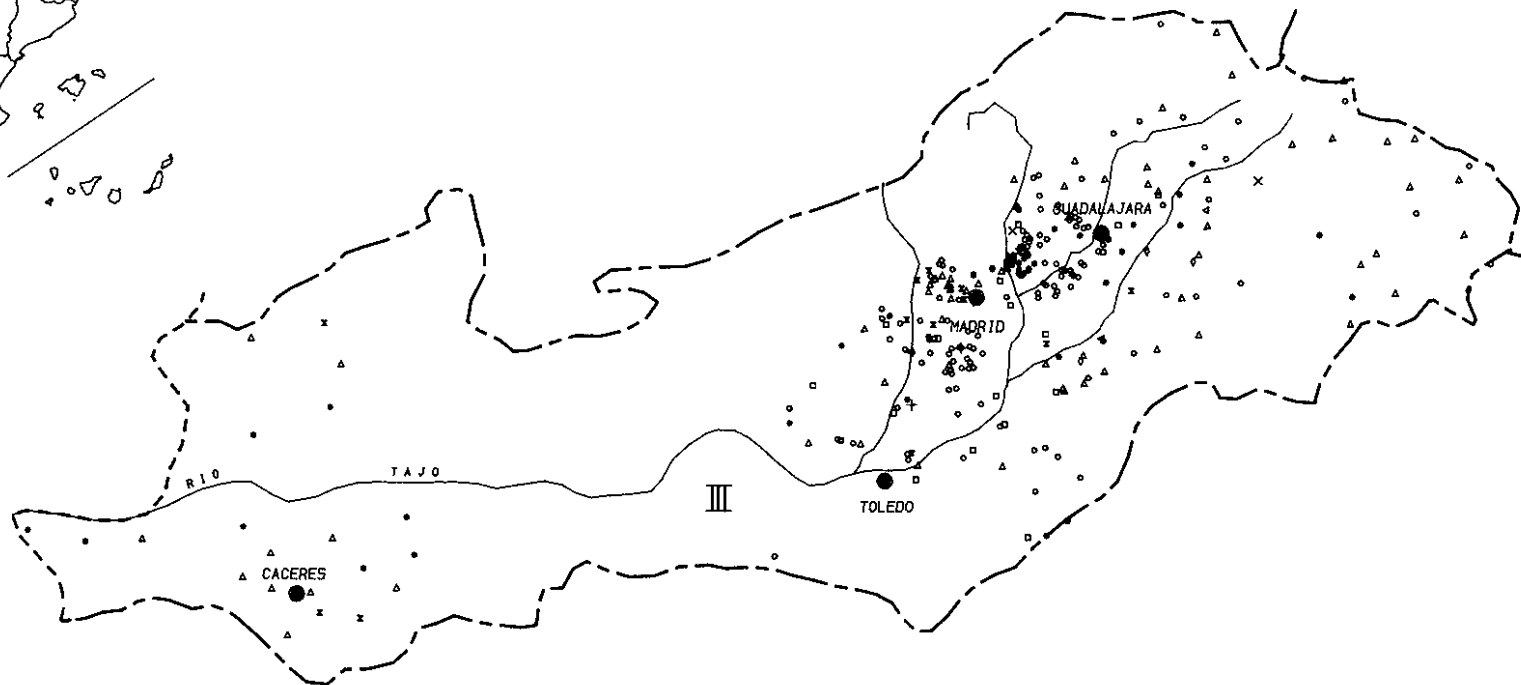 GUADALAJARA
MADRID
RIO TAJO
III
TOLEDO
CACERES